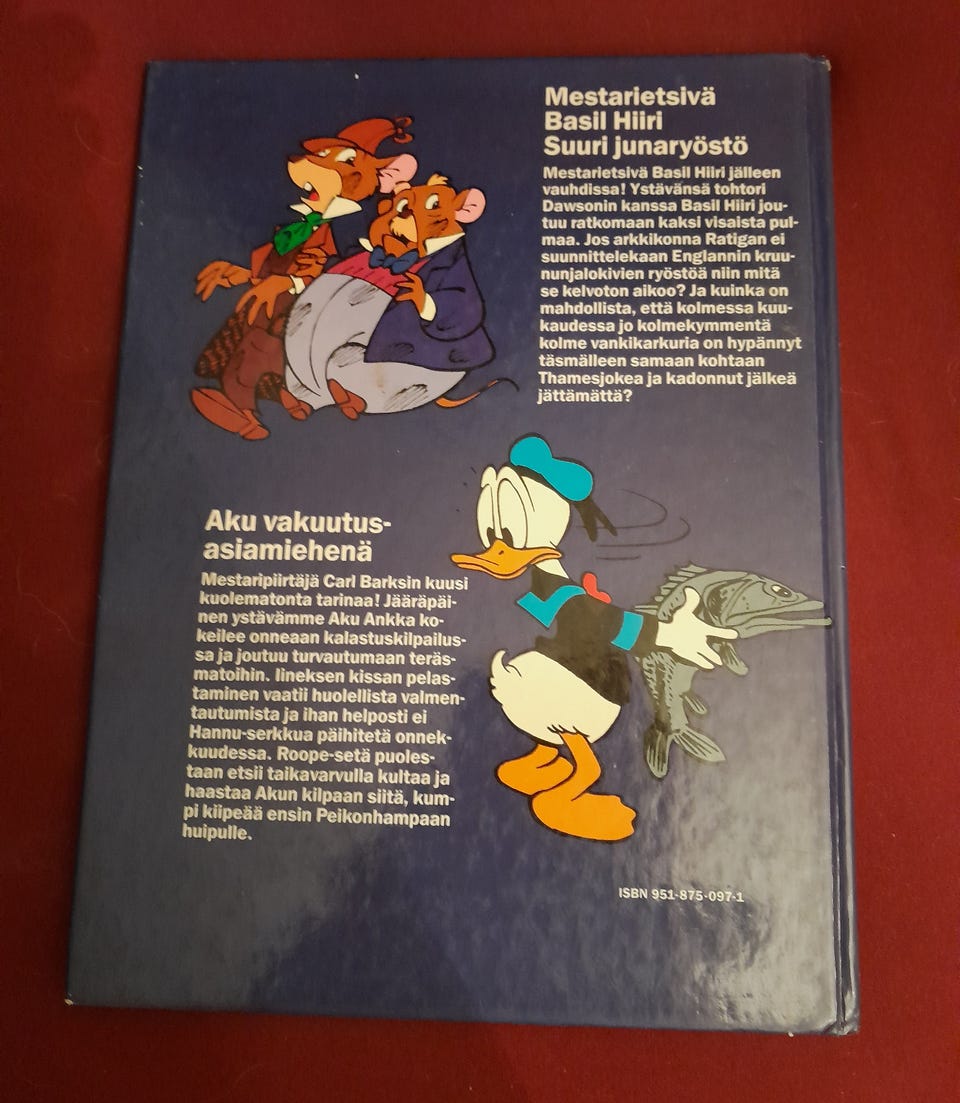 Mestarietsivä
Basil Hiiri
Suuri junaryöstö
Mestarietsivä Basil Hiiri jälleen
vauhdissa! Ystävänsä tohtori
Dawsonin kanssa Basil Hiiri jou-
tuu ratkomaan kaksi visaista pul-
maa. Jos arkkikonna Ratigan ei
suunnittelekaan Englannin kruu-
nunjalokivien ryöstöä niin mitä
se kelvoton aikoo? Ja kuinka on
mahdollista, että kolmessa kuu-
kaudessa jo kolmekymmentä
kolme vankikarkuria on hypännyt
täsmälleen samaan kohtaan
Thamesjokea ja kadonnut jälkeä
jättämättä?
Aku vakuutus-
asiamiehenä
Mestaripiirtäjä Carl Barksin kuusi
kuolematonta tarinaa! Jääräpäi-
nen ystävämme Aku Ankka ko-
keilee onneaan kalastuskilpailus-
sa ja joutuu turvautumaan teräs-
matoihin. Iineksen kissan pelas-
taminen vaatii huolellista valmen-
tautumista ja ihan helposti ei
Hannu-serkkua päihitetä onnek-
kuudessa. Roope-setä puoles-
taan etsii taikavarvulla kultaa ja
haastaa Akun kilpaan siitä, kum-
pi kiipeää ensin Peikonhampaan
huipulle.
ISBN 951-875-097-1